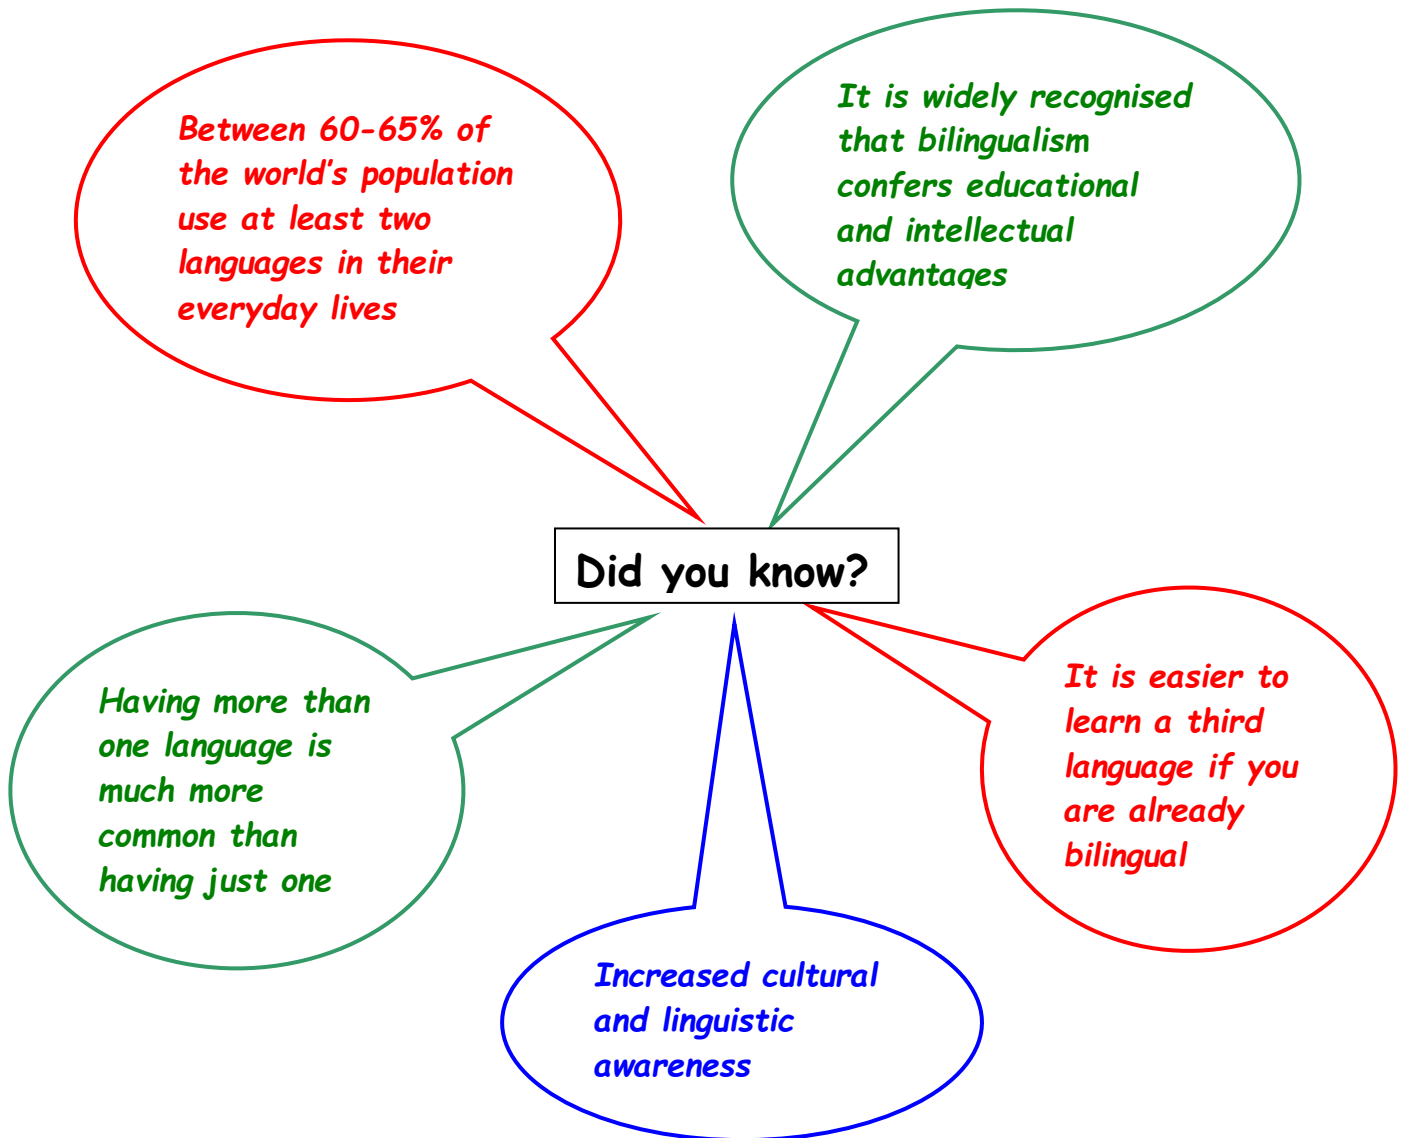 Between 60-65% of
the world's population
use at least two
languages in their
everyday lives
It is widely recognised
that bilingualism
confers educational
and intellectual
advantages
Did you know?
Having more than
one language is
much more
common than
having just one
Increased cultural
and linguistic
awareness
It is easier to
learn a third
language if you
are already
bilingual